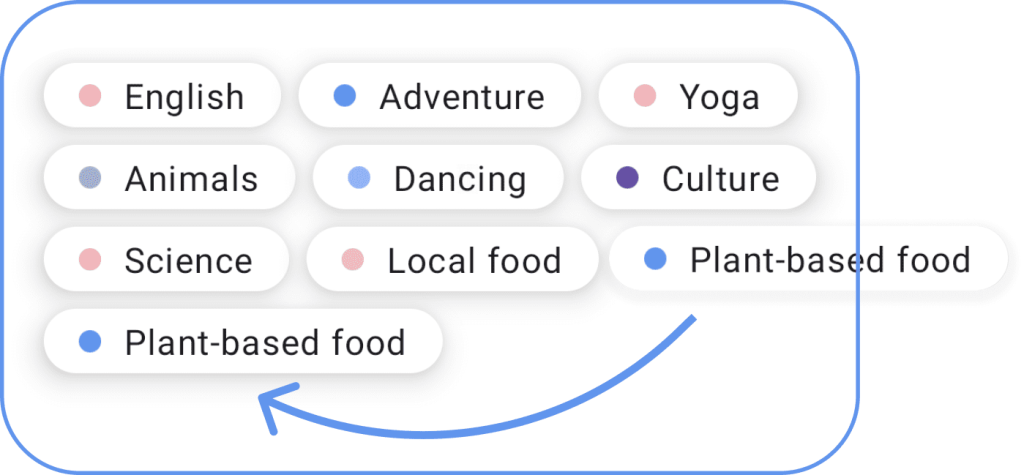 English Adventure Yoga
Animals Dancing Culture
Science Local food Plant-based food
Plant-based food